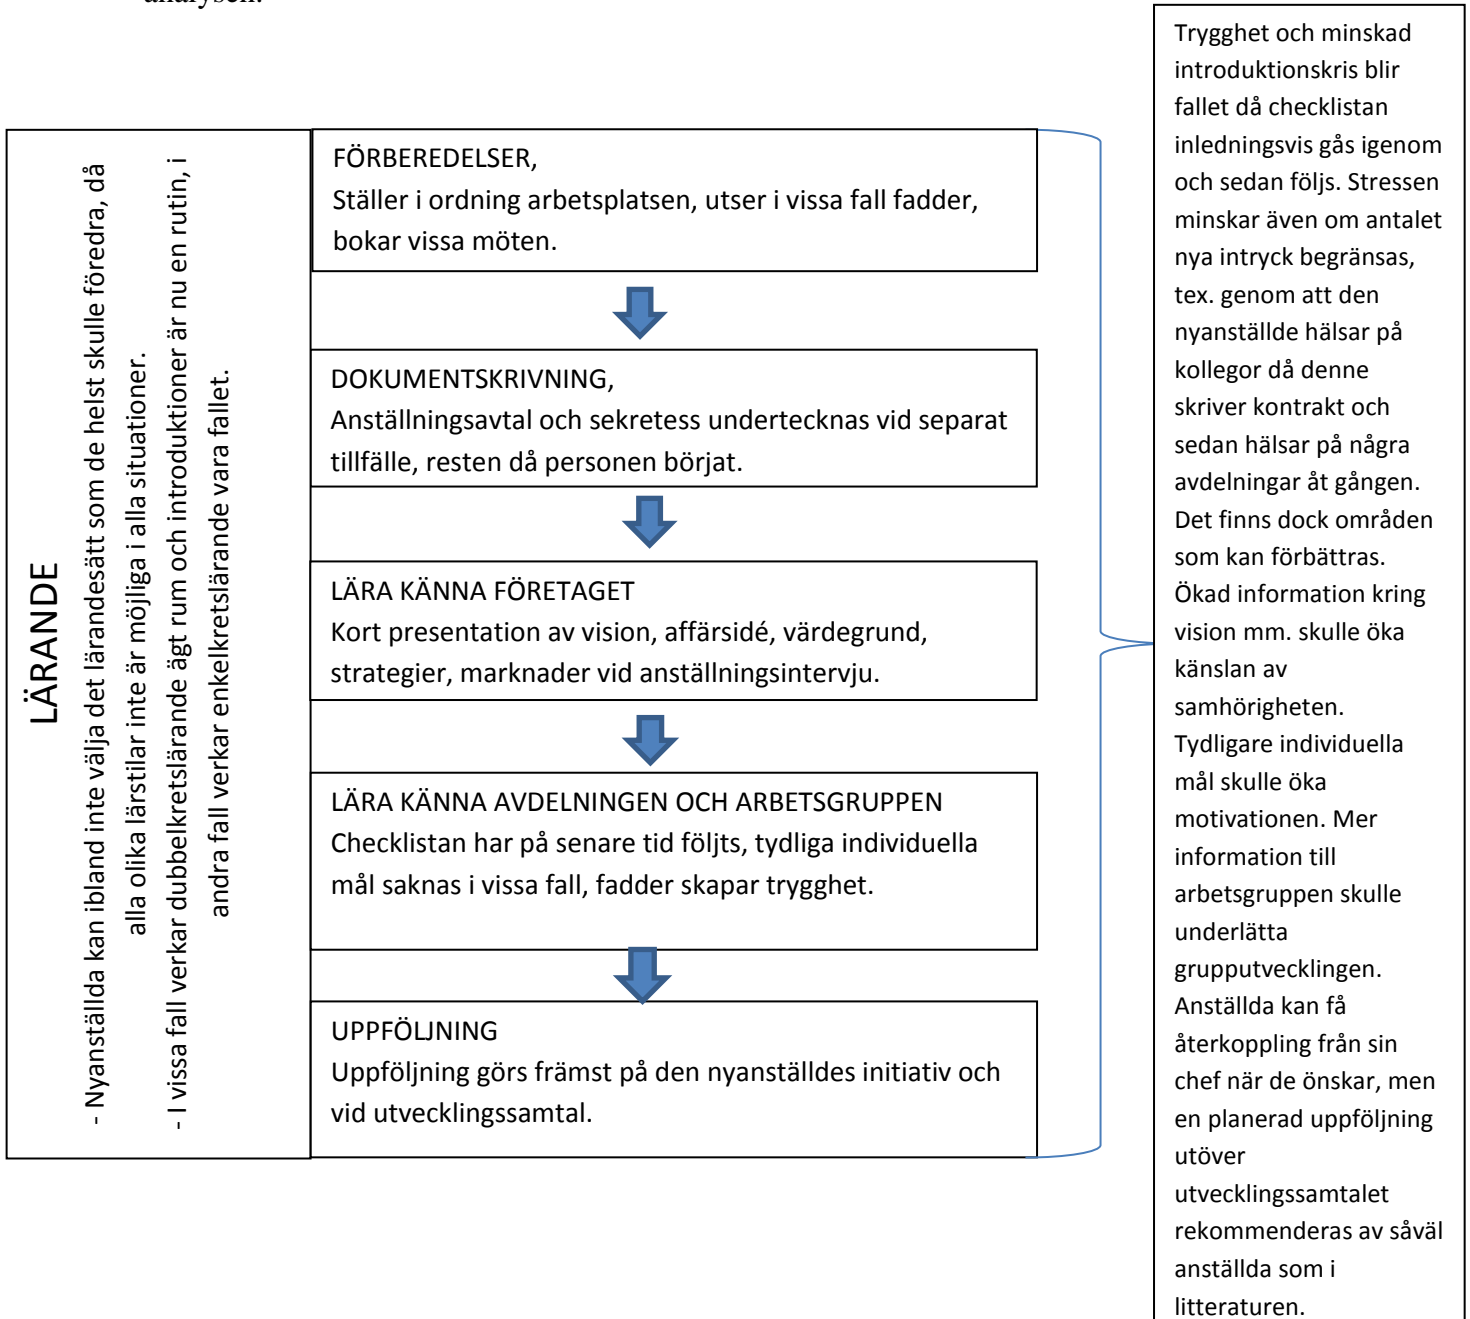 analysen.
LÄRANDE
- Nyanställda kan ibland inte välja det lärandesätt som de helst skulle föredra, då
alla olika lärstilar inte är möjliga i alla situationer.
- I vissa fall verkar dubbelkretslärande ägt rum och introduktioner är nu en rutin, i
andra fall verkar enkelkretslärande vara fallet.
FÖRBEREDELSER,
Ställer i ordning arbetsplatsen, utser i vissa fall fadder,
bokar vissa möten.
DOKUMENTSKRIVNING,
Anställningsavtal och sekretess undertecknas vid separat
tillfälle, resten då personen börjat.
LÄRA KÄNNA FÖRETAGET
Kort presentation av vision, affärsidé, värdegrund,
strategier, marknader vid anställningsintervju.
LÄRA KÄNNA AVDELNINGEN OCH ARBETSGRUPPEN
Checklistan har på senare tid följts, tydliga individuella
mål saknas i vissa fall, fadder skapar trygghet.
UPPFÖLJNING
Uppföljning görs främst på den nyanställdes initiativ och
vid utvecklingssamtal.
Trygghet och minskad
introduktionskris blir
fallet då checklistan
inledningsvis gås igenom
och sedan följs. Stressen
minskar även om antalet
nya intryck begränsas,
tex. genom att den
nyanställde hälsar på
kollegor då denne
skriver kontrakt och
sedan hälsar på några
avdelningar åt gången.
Det finns dock områden
som kan förbättras.
Ökad information kring
vision mm. skulle öka
känslan av
samhörigheten.
Tydligare individuella
mål skulle öka
motivationen. Mer
information till
arbetsgruppen skulle
underlätta
grupputvecklingen.
Anställda kan få
återkoppling från sin
chef när de önskar, men
en planerad uppföljning
utöver
utvecklingssamtalet
rekommenderas av såväl
anställda som i
litteraturen.